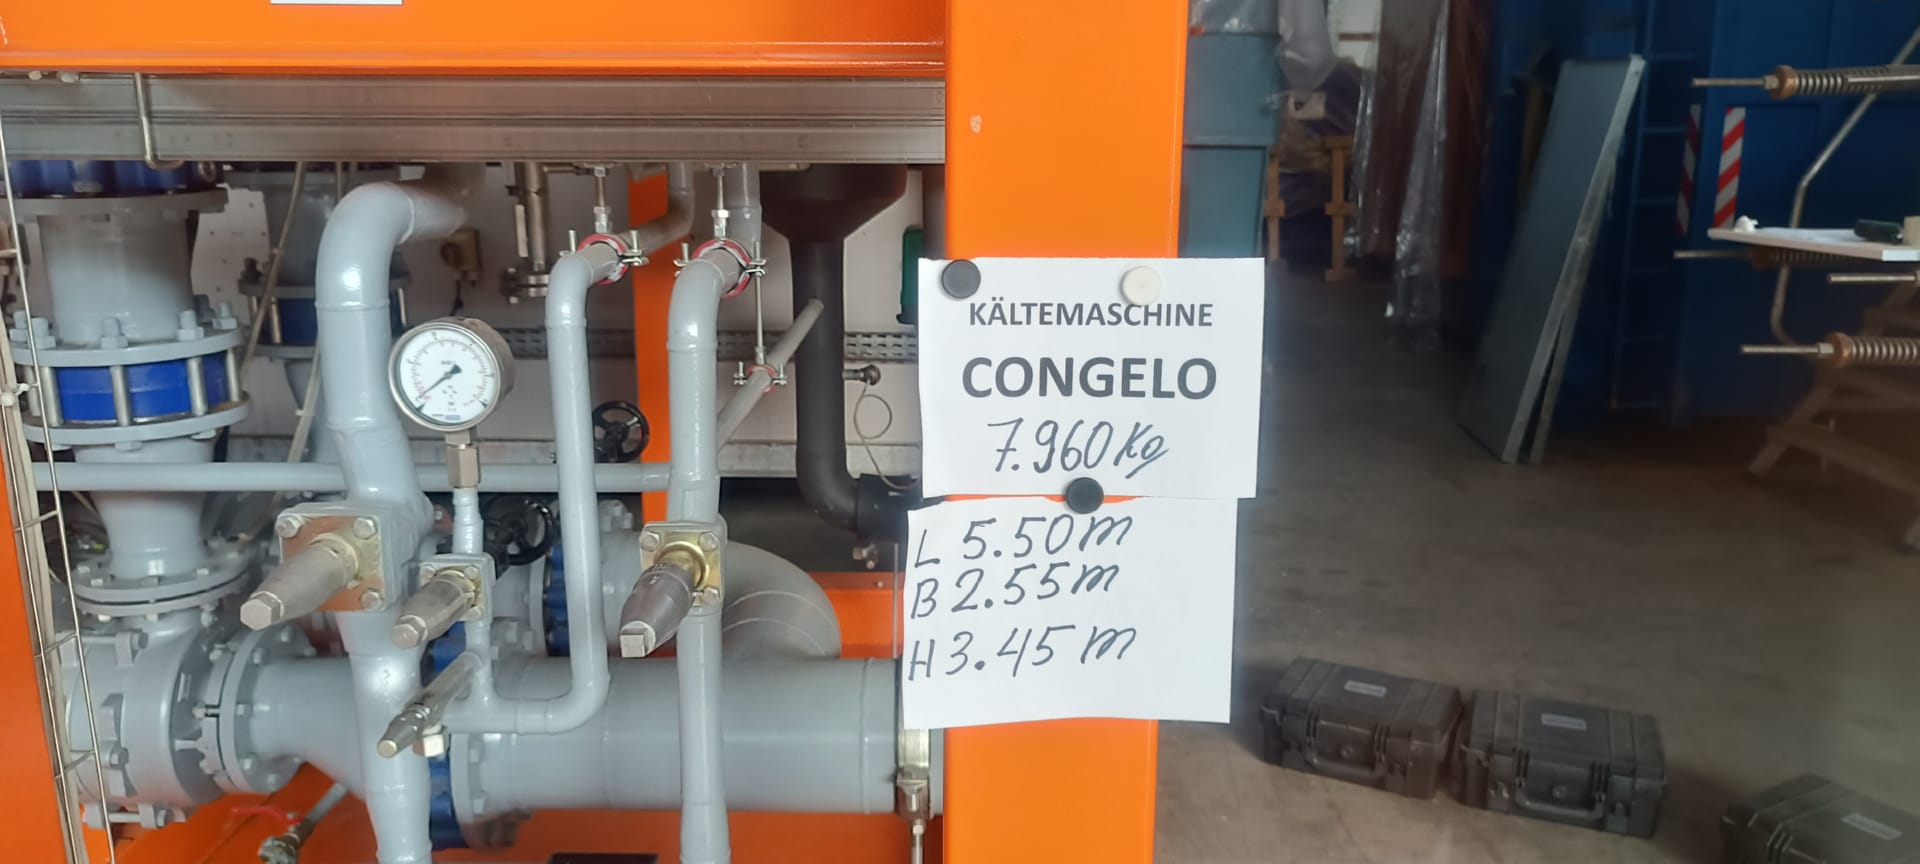 KÄLTEMASCHINE
CONGELO
7.960 Kg
L 5.50 m
B 2.55 m
H 3.45 m